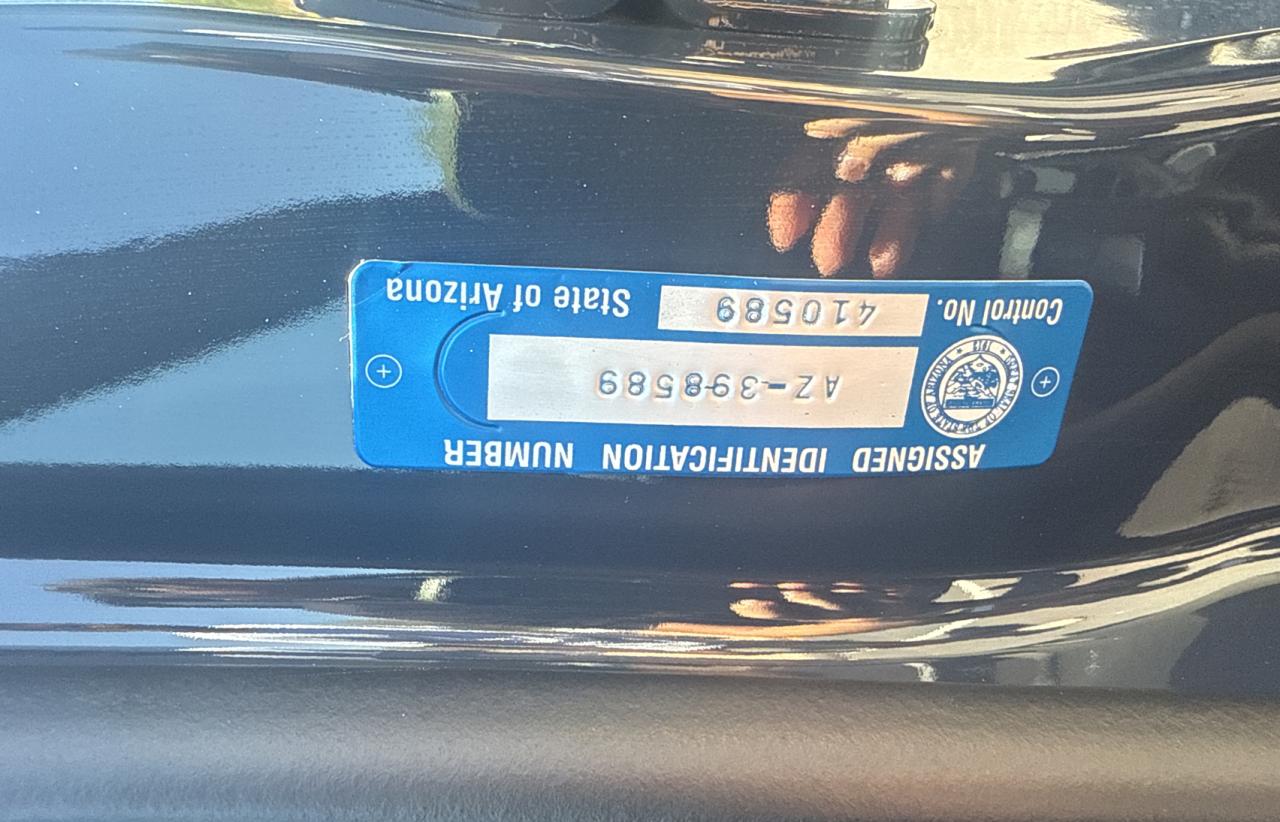 ASSIGNED IDENTIFICATION NUMBER
AZ-398589
Control No. 410589 State of Arizona